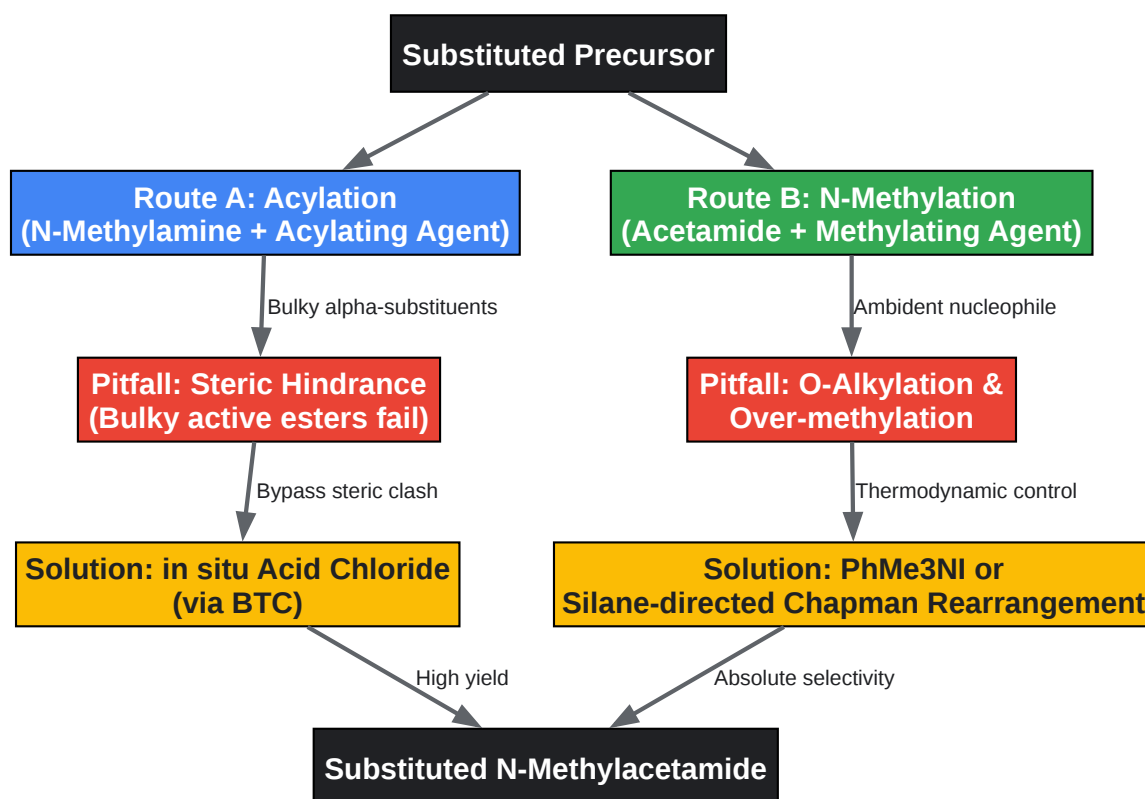 Substituted Precursor
Route A: Acylation
(N-Methylamine + Acylating Agent)
Route B: N-Methylation
(Acetamide + Methylating Agent)
Bulky alpha-substituents
Ambident nucleophile
Pitfall: Steric Hindrance
(Bulky active esters fail)
Pitfall: O-Alkylation &
Over-methylation
Bypass steric clash
Thermodynamic control
Solution: in situ Acid Chloride
(via BTC)
Solution: PhMe3NI or
Silane-directed Chapman Rearrangement
High yield
Absolute selectivity
Substituted N-Methylacetamide